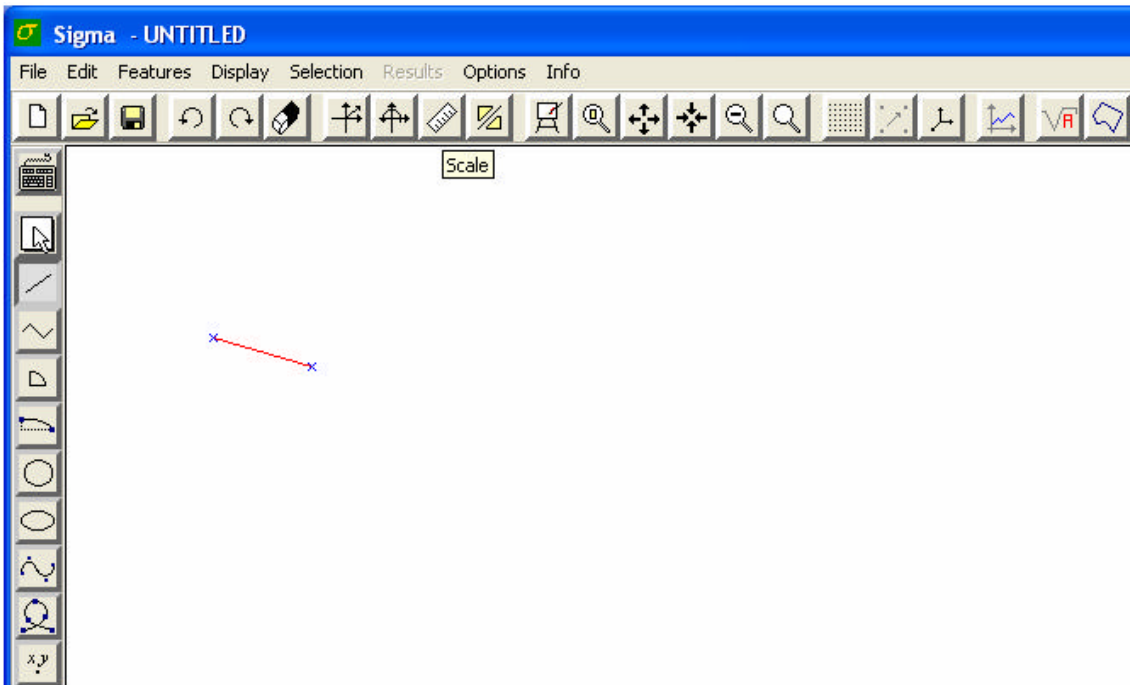 σ Sigma - UNTITLED
File Edit Features Display Selection Results Options Info
√A
Scale
x,y